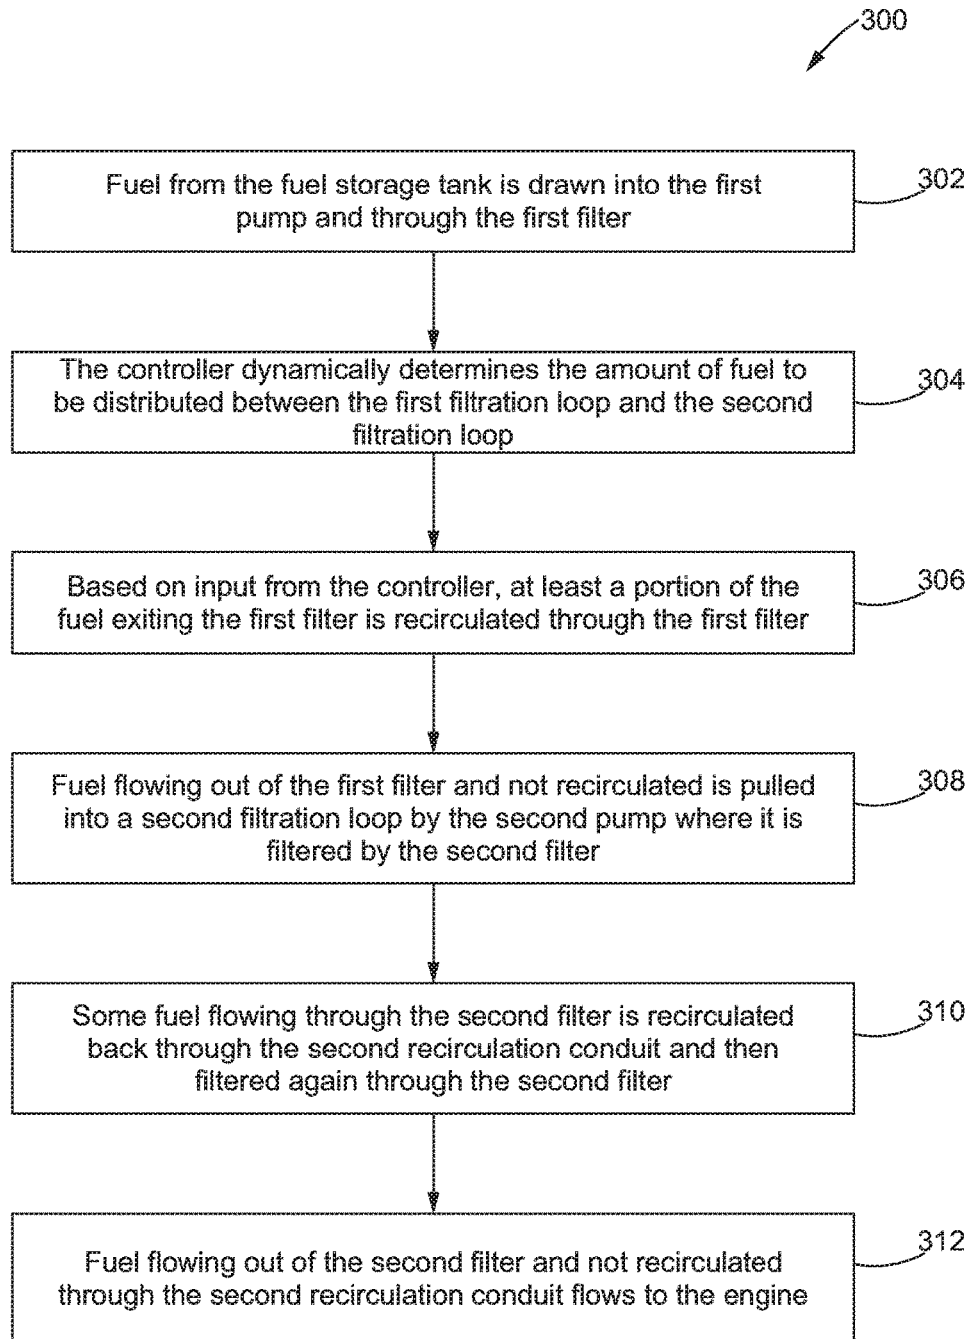 300
Fuel from the fuel storage tank is drawn into the first
pump and through the first filter
302
The controller dynamically determines the amount of fuel to
be distributed between the first filtration loop and the second
filtration loop
304
Based on input from the controller, at least a portion of the
fuel exiting the first filter is recirculated through the first filter
306
Fuel flowing out of the first filter and not recirculated is pulled
into a second filtration loop by the second pump where it is
filtered by the second filter
308
Some fuel flowing through the second filter is recirculated
back through the second recirculation conduit and then
filtered again through the second filter
310
Fuel flowing out of the second filter and not recirculated
through the second recirculation conduit flows to the engine
312